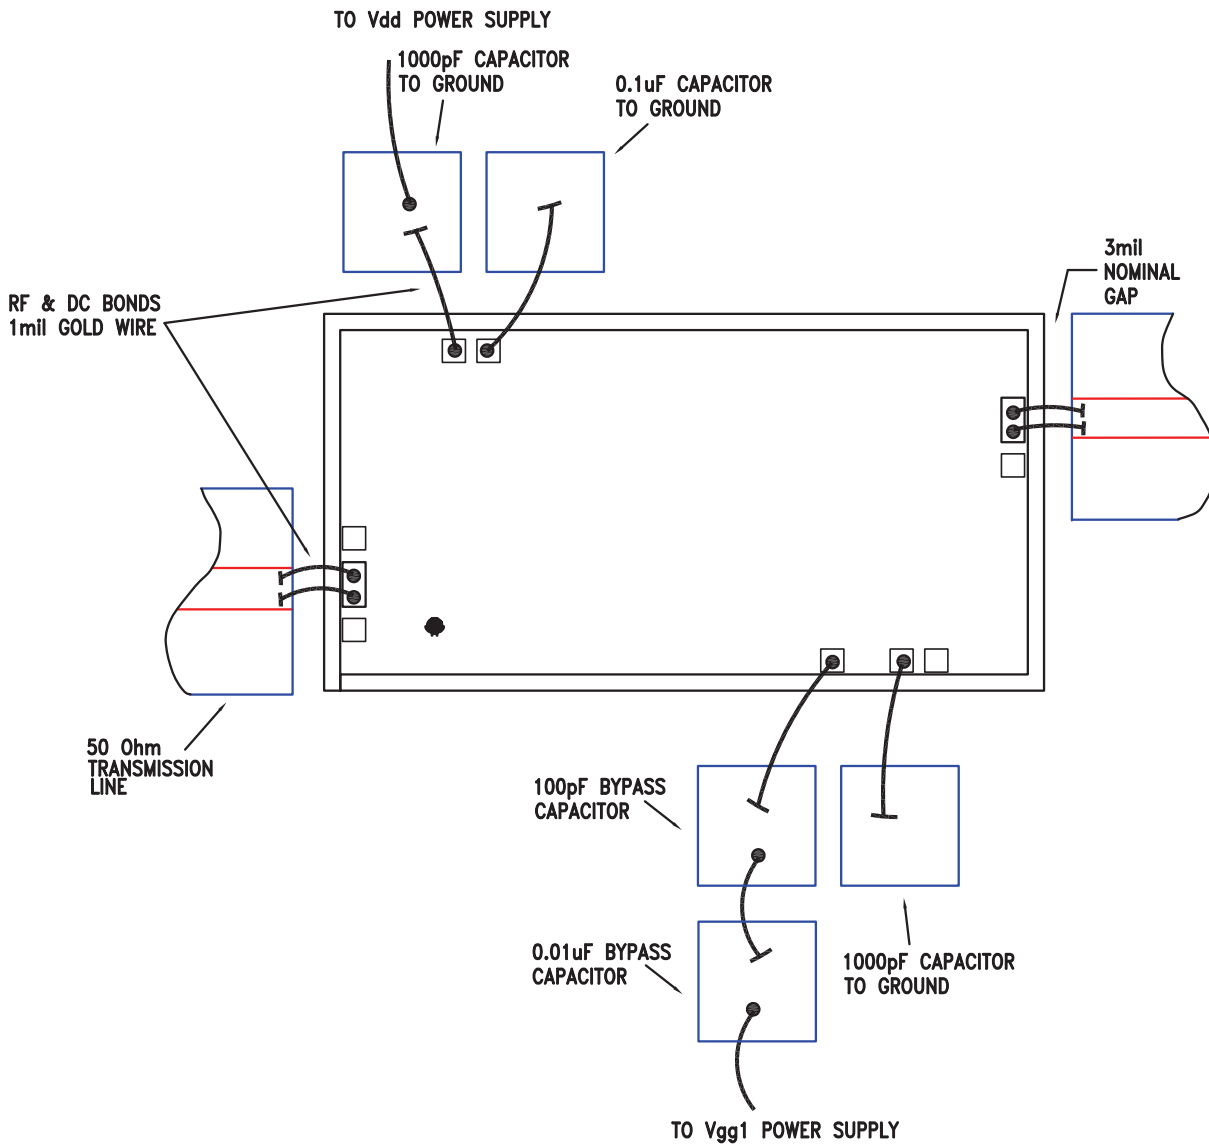 TO Vdd POWER SUPPLY
1000pF CAPACITOR
TO GROUND
0.1uF CAPACITOR
TO GROUND
3mil
NOMINAL
GAP
RF & DC BONDS
1mil GOLD WIRE
50 Ohm
TRANSMISSION
LINE
100pF BYPASS
CAPACITOR
0.01uF BYPASS
CAPACITOR
1000pF CAPACITOR
TO GROUND
TO Vgg1 POWER SUPPLY